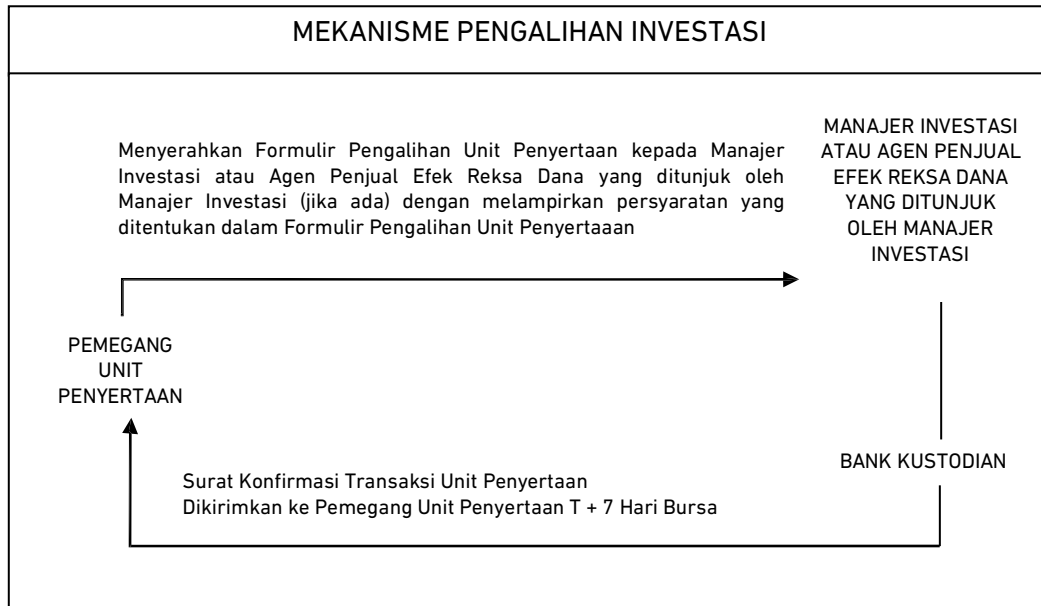 MEKANISME PENGALIHAN INVESTASI
Menyerahkan Formulir Pengalihan Unit Penyertaan kepada Manajer
Investasi atau Agen Penjual Efek Reksa Dana yang ditunjuk oleh
Manajer Investasi (jika ada) dengan melampirkan persyaratan yang
ditentukan dalam Formulir Pengalihan Unit Penyertaaan
MANAJER INVESTASI
ATAU AGEN PENJUAL
EFEK REKSA DANA
YANG DITUNJUK
OLEH MANAJER
INVESTASI
PEMEGANG
UNIT
PENYERTAAN
BANK KUSTODIAN
Surat Konfirmasi Transaksi Unit Penyertaan
Dikirimkan ke Pemegang Unit Penyertaan T + 7 Hari Bursa